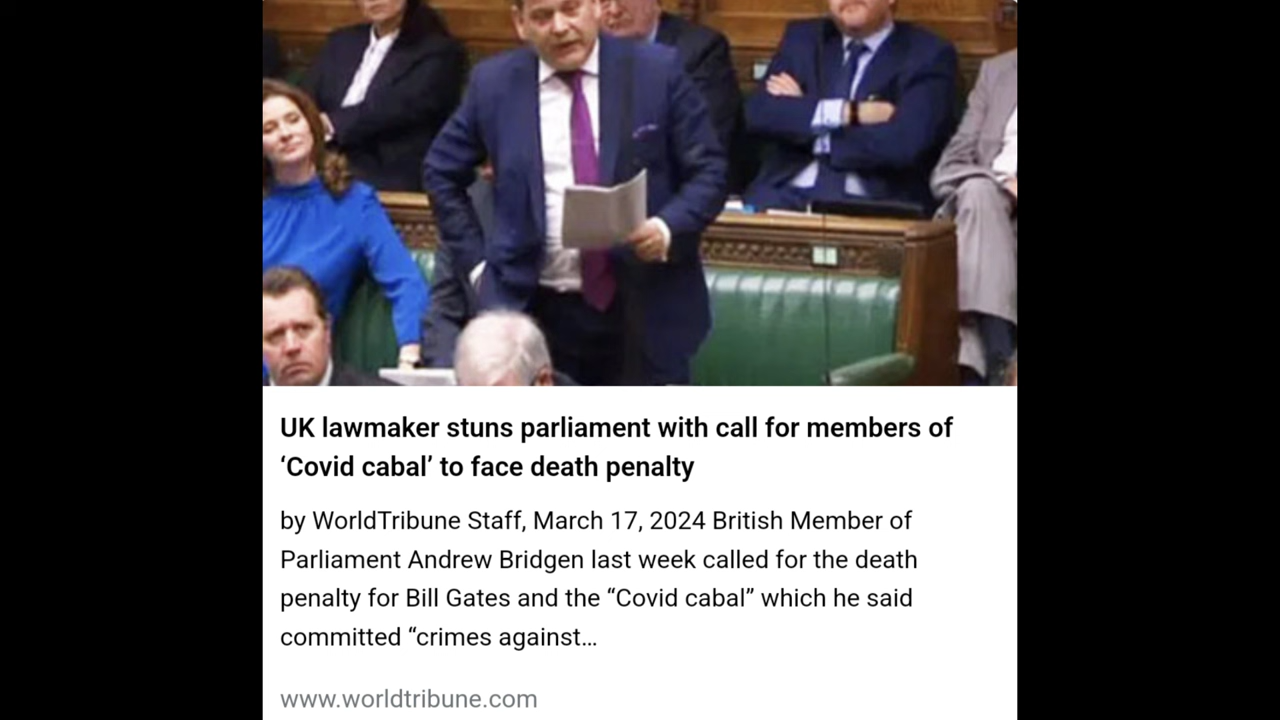 UK lawmaker stuns parliament with call for members of
‘Covid cabal’ to face death penalty
by WorldTribune Staff, March 17, 2024 British Member of
Parliament Andrew Bridgen last week called for the death
penalty for Bill Gates and the “Covid cabal” which he said
committed “crimes against…
www.worldtribune.com